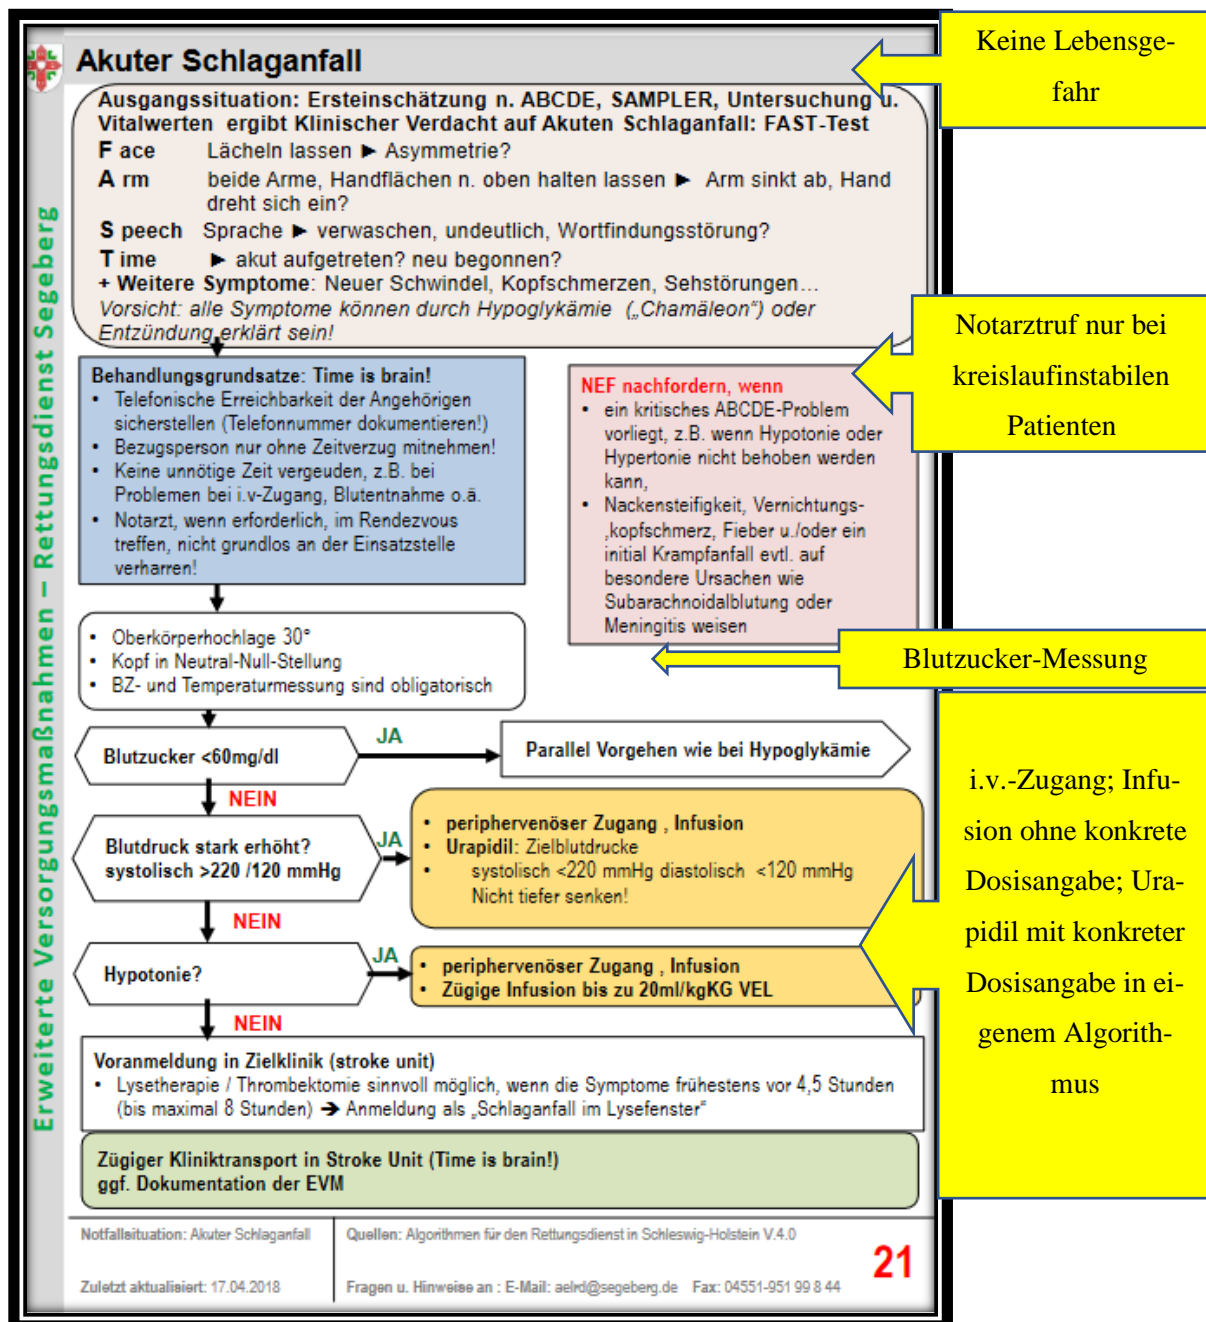 Akuter Schlaganfall
Keine Lebensge-
fahr
Ausgangssituation: Ersteinschätzung n. ABCDE, SAMPLER, Untersuchung u.
Vitalwerten ergibt Klinischer Verdacht auf Akuten Schlaganfall: FAST-Test
F ace Lächeln lassen ► Asymmetrie?
A rm beide Arme, Handflächen n. oben halten lassen ► Arm sinkt ab, Hand
dreht sich ein?
S peech Sprache ► verwaschen, undeutlich, Wortfindungsstörung?
T ime ► akut aufgetreten? neu begonnen?
+ Weitere Symptome: Neuer Schwindel, Kopfschmerzen, Sehstörungen...
Vorsicht: alle Symptome können durch Hypoglykämie („Chamäleon“) oder
Entzündung erklärt sein!
Notarztruf nur bei
kreislaufinstabilen
Patienten
Behandlungsgrundsatze: Time is brain!
• Telefonische Erreichbarkeit der Angehörigen
sicherstellen (Telefonnummer dokumentieren!)
• Bezugsperson nur ohne Zeitverzug mitnehmen!
• Keine unnötige Zeit vergeuden, z.B. bei
Problemen bei i.v-Zugang, Blutentnahme o.ä.
• Notarzt, wenn erforderlich, im Rendezvous
treffen, nicht grundlos an der Einsatzstelle
verharren!
NEF nachfordern, wenn
• ein kritisches ABCDE-Problem
vorliegt, z.B. wenn Hypotonie oder
Hypertonie nicht behoben werden
kann,
• Nackensteifigkeit, Vernichtungs-
,kopfschmerz, Fieber u./oder ein
initial Krampfanfall evtl. auf
besondere Ursachen wie
Subarachnoidalblutung oder
Meningitis weisen
Blutzucker-Messung
• Oberkörperhochlage 30°
• Kopf in Neutral-Null-Stellung
• BZ- und Temperaturmessung sind obligatorisch
Blutzucker <60mg/dl
JA
Parallel Vorgehen wie bei Hypoglykämie
NEIN
Blutdruck stark erhöht?
systolisch >220 /120 mmHg
JA
• periphervenöser Zugang , Infusion
• Urapidil: Zielblutdrucke
• systolisch <220 mmHg diastolisch <120 mmHg
Nicht tiefer senken!
i.v.-Zugang; Infu-
sion ohne konkrete
Dosisangabe; Ura-
pidil mit konkreter
Dosisangabe in ei-
genem Algorith-
mus
NEIN
Hypotonie?
JA
• periphervenöser Zugang , Infusion
• Zügige Infusion bis zu 20ml/kgKG VEL
NEIN
Voranmeldung in Zielklinik (stroke unit)
• Lysetherapie / Thrombektomie sinnvoll möglich, wenn die Symptome frühestens vor 4,5 Stunden
(bis maximal 8 Stunden) ➔ Anmeldung als „Schlaganfall im Lysefenster“
Zügiger Kliniktransport in Stroke Unit (Time is brain!)
ggf. Dokumentation der EVM
Notfallsituation: Akuter Schlaganfall
Quellen: Algorithmen für den Rettungsdienst in Schleswig-Holstein V.4.0
21
Zuletzt aktualisiert: 17.04.2018
Fragen u. Hinweise an : E-Mail: aelrd@segeberg.de Fax: 04551-951 99 8 44
Erweiterte Versorgungsmaßnahmen – Rettungsdienst Segeberg